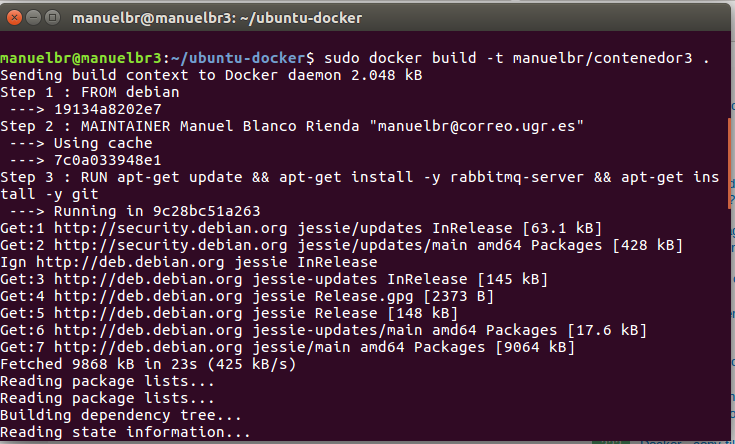 manuelbr@manuelbr3: ~/ubuntu-docker
manuelbr@manuelbr3:~/ubuntu-docker$ sudo docker build -t manuelbr/contenedor3 .
Sending build context to Docker daemon 2.048 kB
Step 1 : FROM debian
 ---> 19134a8202e7
Step 2 : MAINTAINER Manuel Blanco Rienda "manuelbr@correo.ugr.es"
 ---> Using cache
 ---> 7c0a033948e1
Step 3 : RUN apt-get update && apt-get install -y rabbitmq-server && apt-get ins
tall -y git
 ---> Running in 9c28bc51a263
Get:1 http://security.debian.org jessie/updates InRelease [63.1 kB]
Get:2 http://security.debian.org jessie/updates/main amd64 Packages [428 kB]
Ign http://deb.debian.org jessie InRelease
Get:3 http://deb.debian.org jessie-updates InRelease [145 kB]
Get:4 http://deb.debian.org jessie Release.gpg [2373 B]
Get:5 http://deb.debian.org jessie Release [148 kB]
Get:6 http://deb.debian.org jessie-updates/main amd64 Packages [17.6 kB]
Get:7 http://deb.debian.org jessie/main amd64 Packages [9064 kB]
Fetched 9868 kB in 23s (425 kB/s)
Reading package lists...
Reading package lists...
Building dependency tree...
Reading state information...